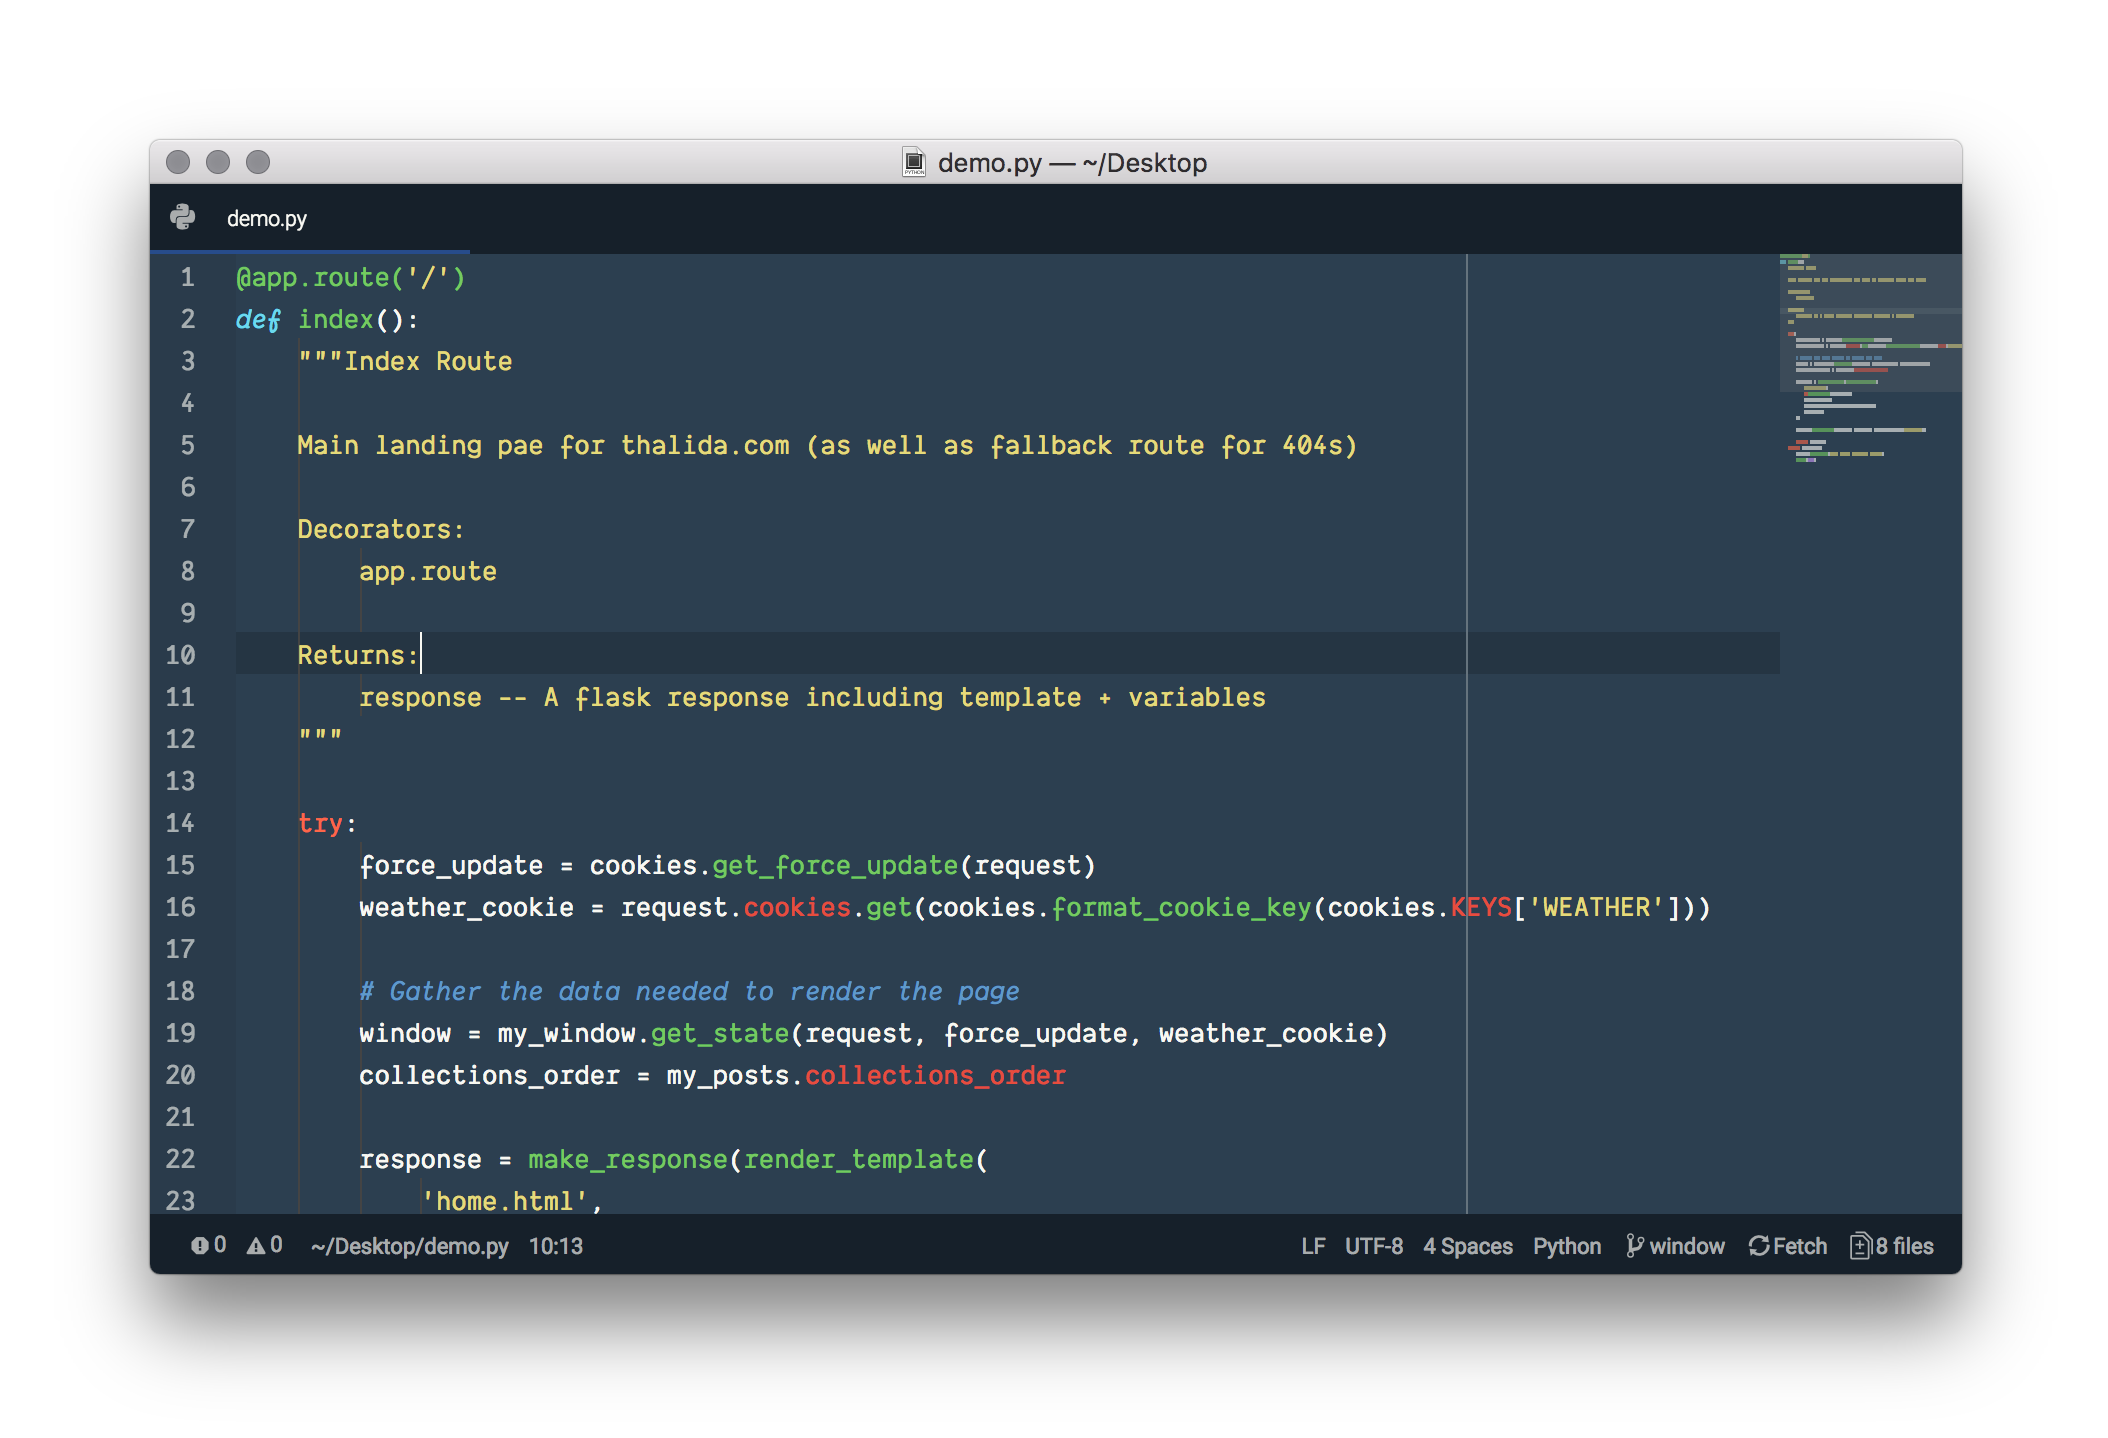 demo.py — ~/Desktop
demo.py
1 @app.route('/')
2 def index():
3     """Index Route
4
5     Main landing pae for thalida.com (as well as fallback route for 404s)
6
7     Decorators:
8         app.route
9
10     Returns:
11         response -- A flask response including template + variables
12     """
13
14     try:
15         force_update = cookies.get_force_update(request)
16         weather_cookie = request.cookies.get(cookies.format_cookie_key(cookies.KEYS['WEATHER']))
17
18         # Gather the data needed to render the page
19         window = my_window.get_state(request, force_update, weather_cookie)
20         collections_order = my_posts.collections_order
21
22         response = make_response(render_template(
23             'home.html',
0 0 ~/Desktop/demo.py 10:13 LF UTF-8 4 Spaces Python window Fetch 8 files